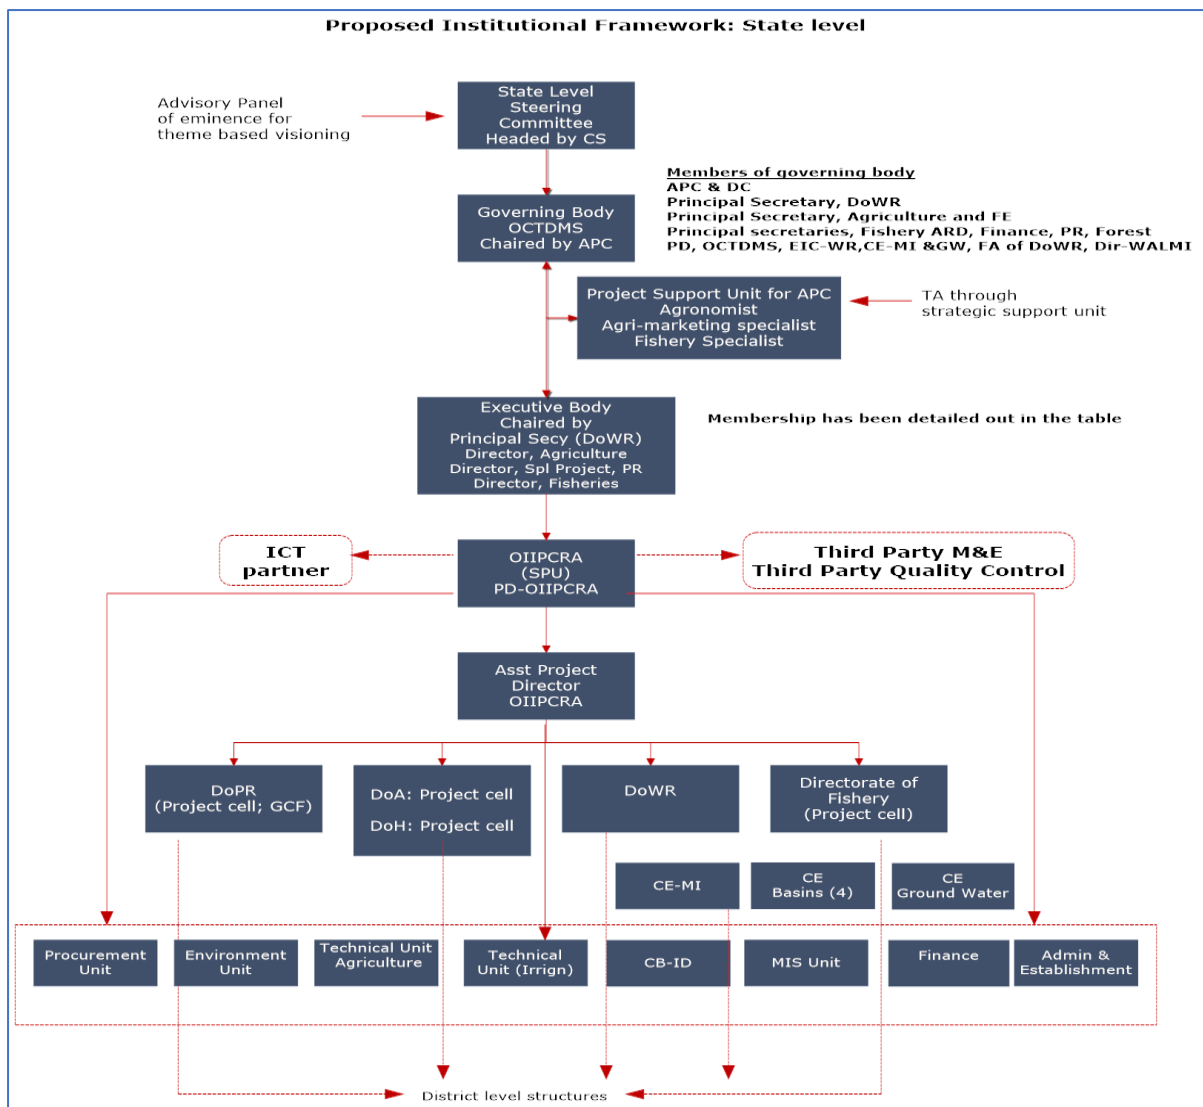 Proposed Institutional Framework: State level
Advisory Panel
of eminence for
theme based visioning
State Level
Steering
Committee
Headed by CS
Governing Body
OCTDMS
Chaired by APC
Members of governing body
APC & DC
Principal Secretary, DoWR
Principal Secretary, Agriculture and FE
Principal secretaries, Fishery ARD, Finance, PR, Forest
PD, OCTDMS, EIC-WR,CE-MI &GW, FA of DoWR, Dir-WALMI
Project Support Unit for APC
Agronomist
Agri-marketing specialist
Fishery Specialist
TA through
strategic support unit
Executive Body
Chaired by
Principal Secy (DoWR)
Director, Agriculture
Director, Spl Project, PR
Director, Fisheries
Membership has been detailed out in the table
ICT
partner
OIIPCRA
(SPU)
PD-OIIPCRA
Third Party M&E
Third Party Quality Control
Asst Project
Director
OIIPCRA
DoPR
(Project cell; GCF)
DoA: Project cell
DoH: Project cell
DoWR
Directorate of
Fishery
(Project cell)
CE-MI
CE
Basins (4)
CE
Ground Water
Procurement
Unit
Environment
Unit
Technical Unit
Agriculture
Technical
Unit (Irrign)
CB-ID
MIS Unit
Finance
Admin &
Establishment
District level structures